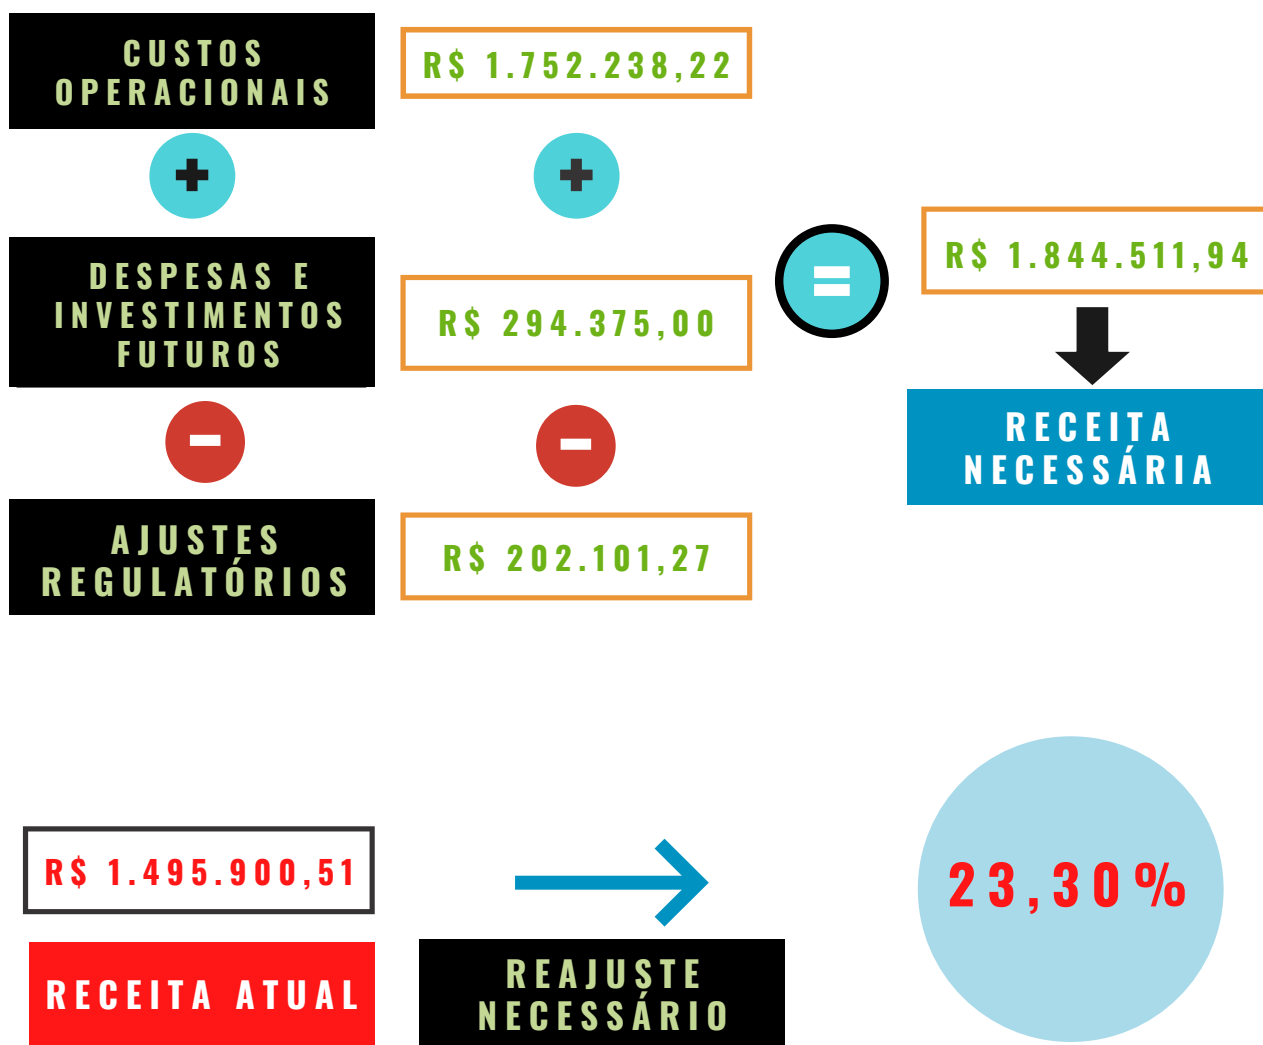 CUSTOS
OPERACIONAIS
R$ 1.752.238,22
+
+
DESPESAS E
INVESTIMENTOS
FUTUROS
R$ 294.375,00
=
R$ 1.844.511,94
RECEITA
NECESSÁRIA
-
-
AJUSTES
REGULATÓRIOS
R$ 202.101,27
R$ 1.495.900,51
RECEITA ATUAL
REAJUSTE
NECESSÁRIO
23,30%